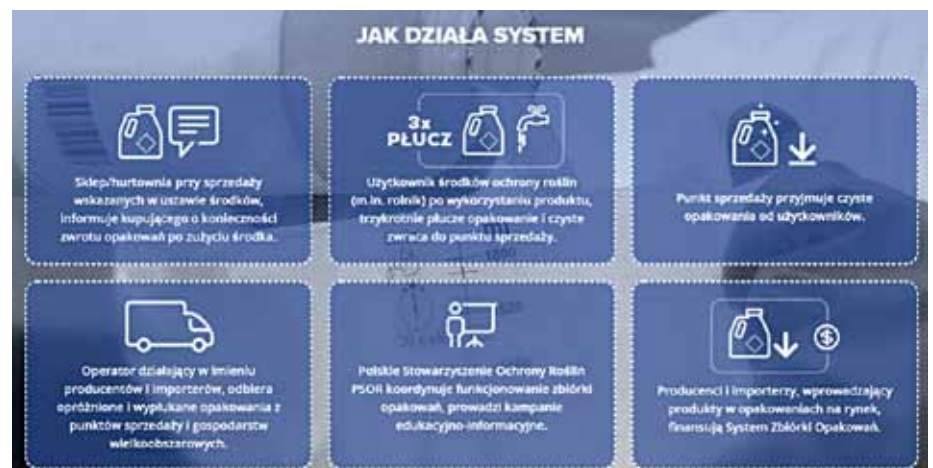 JAK DZIAŁA SYSTEM
Sklep/hurtownia przy sprzedaży
wskazanych w ustawie środków,
informuje kupującego o konieczności
zwrotu opakowań po zużyciu środka.
3x
PŁUCZ
Użytkownik środków ochrony roślin
(m.in. rolnik) po wykorzystaniu produktu,
trzykrotnie płucze opakowanie i czyste
zwraca do punktu sprzedaży.
Punkt sprzedaży przyjmuje czyste
opakowania od użytkowników.
Operator działający w imieniu
producentów i importerów, odbiera
opróżnione i wypłukane opakowania z
punktów sprzedaży i gospodarstw
wielkoobszarowych.
Polskie Stowarzyszenie Ochrony Roślin
PSOR koordynuje funkcjonowanie zbiórki
opakowań, prowadzi kampanie
edukacyjno-informacyjne.
Producenci i importerzy, wprowadzający
produkty w opakowaniach na rynek,
finansują System Zbiórki Opakowań.